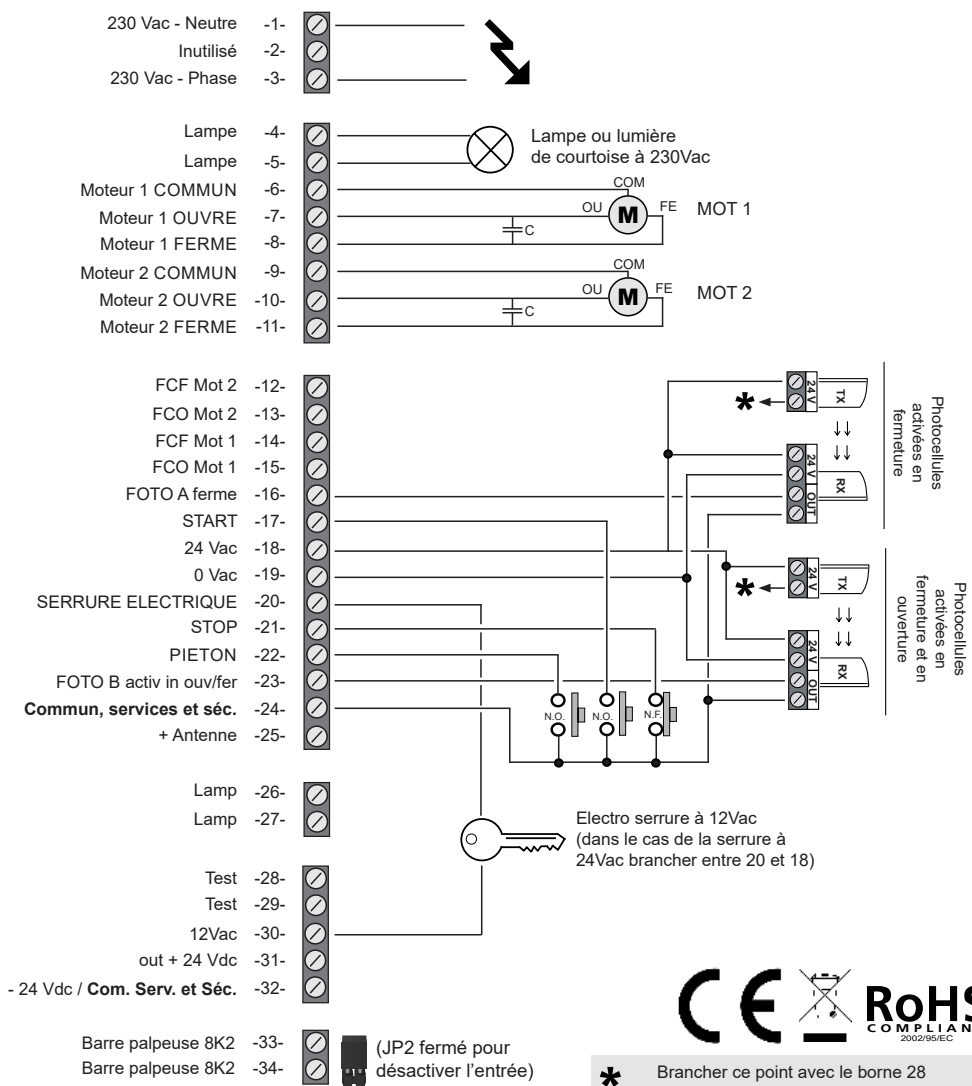 230 Vac - Neutre -1-
Inutilisé -2-
230 Vac - Phase -3-
Lampe -4-
Lampe -5-
Lampe ou lumière
de courtoise à 230Vac
Moteur 1 COMMUN -6-
Moteur 1 OUVRE -7-
Moteur 1 FERME -8-
COM
OU M FE MOT 1
C
Moteur 2 COMMUN -9-
Moteur 2 OUVRE -10-
Moteur 2 FERME -11-
COM
OU M FE MOT 2
C
FCF Mot 2 -12-
FCO Mot 2 -13-
FCF Mot 1 -14-
FCO Mot 1 -15-
FOTO A ferme -16-
START -17-
24 Vac -18-
0 Vac -19-
SERRURE ELECTRIQUE -20-
STOP -21-
PIETON -22-
FOTO B activ in ouv/fer -23-
Commun, services et séc. -24-
+ Antenne -25-
* 24 V TX
24 V OUT RX
Photocellules
activées en
fermeture
* 24 V TX
24 V OUT RX
Photocellules
activées en
fermeture et en
ouverture
N.O. N.O. N.F.
Lamp -26-
Lamp -27-
Electro serrure à 12Vac
(dans le cas de la serrure à
24Vac brancher entre 20 et 18)
Test -28-
Test -29-
12Vac -30-
out + 24 Vdc -31-
- 24 Vdc / Com. Serv. et Séc. -32-
Barre palpeuse 8K2 -33-
Barre palpeuse 8K2 -34-
(JP2 fermé pour
désactiver l'entrée)
CE RoHS
COMPLIAN
2002/95/EC
* Brancher ce point avec le borne 28